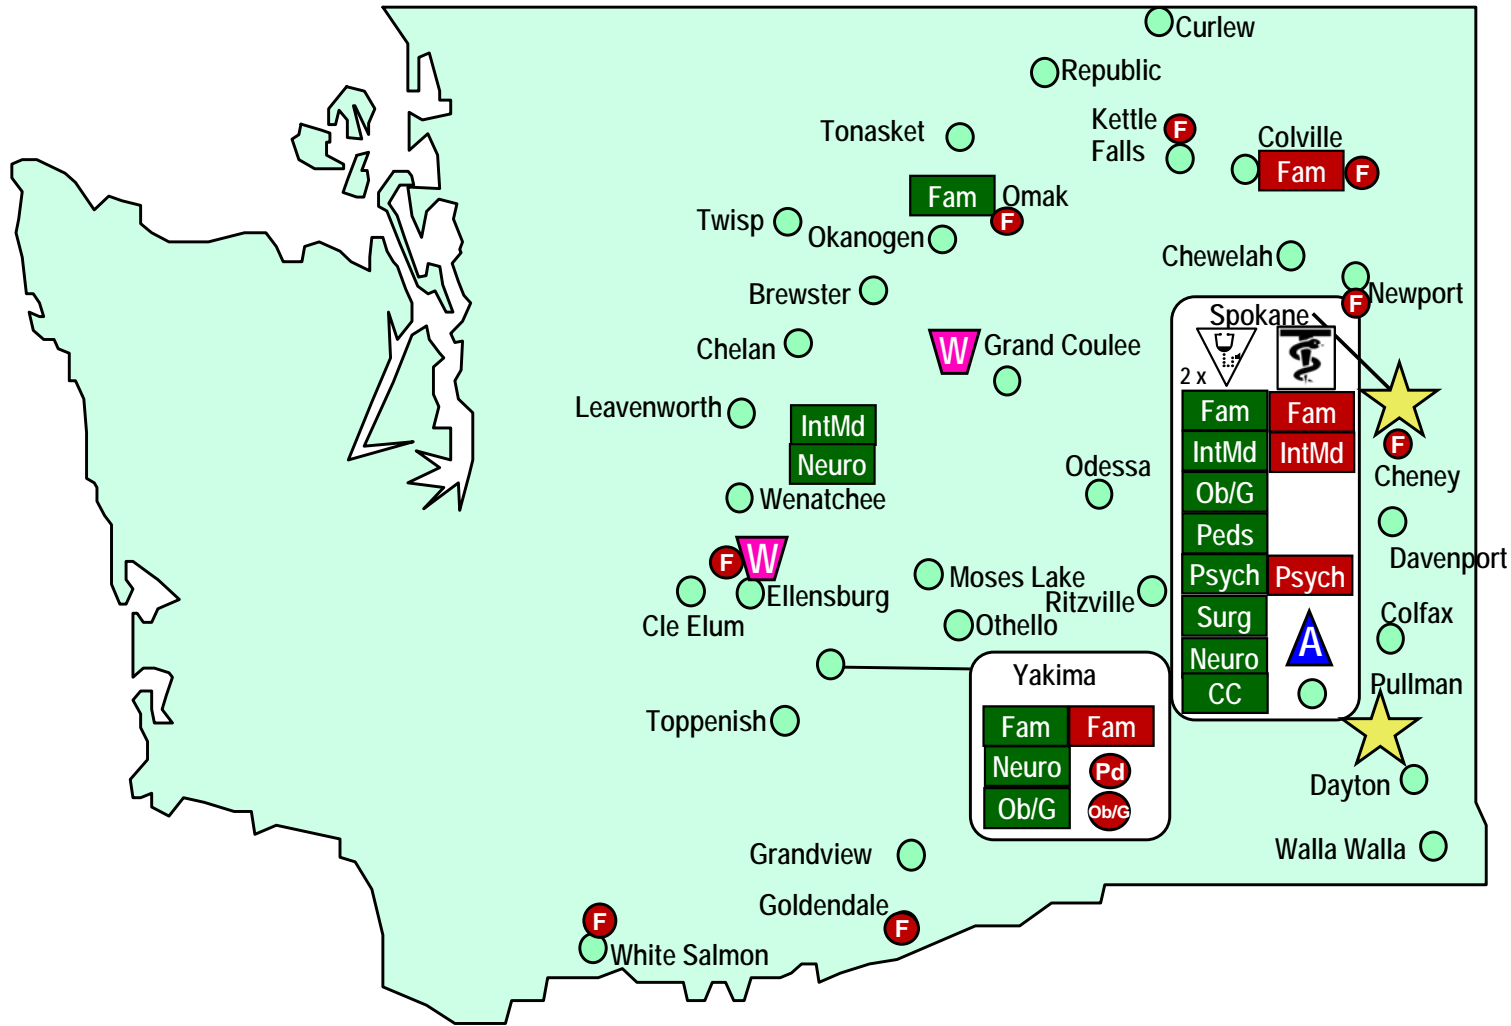 Curlew
Republic
Tonasket
Kettle
Falls
F
Colville
Fam
F
Fam
Omak
F
Twisp
Okanogen
Chewelah
Brewster
Newport
F
Spokane
2 x
Fam
Fam
IntMd
IntMd
Ob/G
Peds
Psych
Psych
Surg
Neuro
A
CC
Chelan
W
Grand Coulee
Leavenworth
IntMd
Neuro
F
Cheney
Odessa
Wenatchee
Davenport
F
W
Ellensburg
Cle Elum
Moses Lake
Ritzville
Othello
Colfax
Pullman
Yakima
Fam
Fam
Neuro
Pd
Ob/G
Ob/G
Toppenish
Dayton
Grandview
Walla Walla
Goldendale
F
F
White Salmon